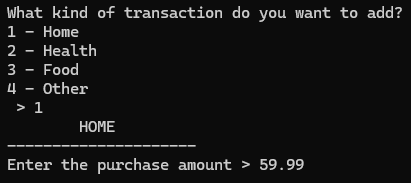 What kind of transaction do you want to add?
1 - Home
2 - Health
3 - Food
4 - Other
 > 1
        HOME
---------------------
Enter the purchase amount > 59.99